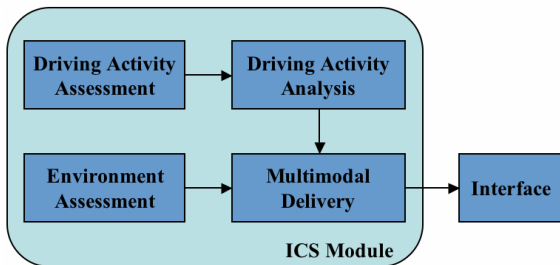 Driving Activity
Assessment
Driving Activity
Analysis
Environment
Assessment
Multimodal
Delivery
Interface
ICS Module